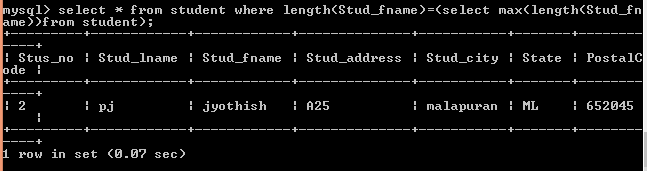 mysql> select * from student where length(Stud_fname)=(select max(length(Stud_fn
ame))from student);
+---------+------------+------------+--------------+-----------+-------+--------
----+
| Stus_no | Stud_lname | Stud_fname | Stud_address | Stud_city | State | PostalC
ode |
+---------+------------+------------+--------------+-----------+-------+--------
----+
| 2       | pj         | jyothish   | A25          | malapuran | ML    | 652045
    |
+---------+------------+------------+--------------+-----------+-------+--------
----+
1 row in set (0.07 sec)